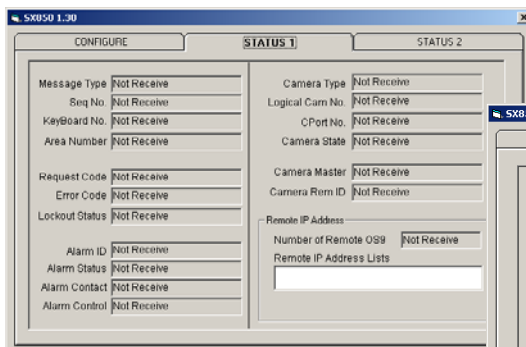 SX850 1.30
CONFIGURE
STATUS 1
STATUS 2
Message Type Not Receive
Seq No. Not Receive
KeyBoard No. Not Receive
Area Number Not Receive
Request Code Not Receive
Error Code Not Receive
Lockout Status Not Receive
Alarm ID Not Receive
Alarm Status Not Receive
Alarm Contact Not Receive
Alarm Control Not Receive
Camera Type Not Receive
Logical Cam No. Not Receive
CPort No. Not Receive
Camera State Not Receive
Camera Master Not Receive
Camera Rem ID Not Receive
Remote IP Address
Number of Remote OS9 Not Receive
Remote IP Address Lists
SX8